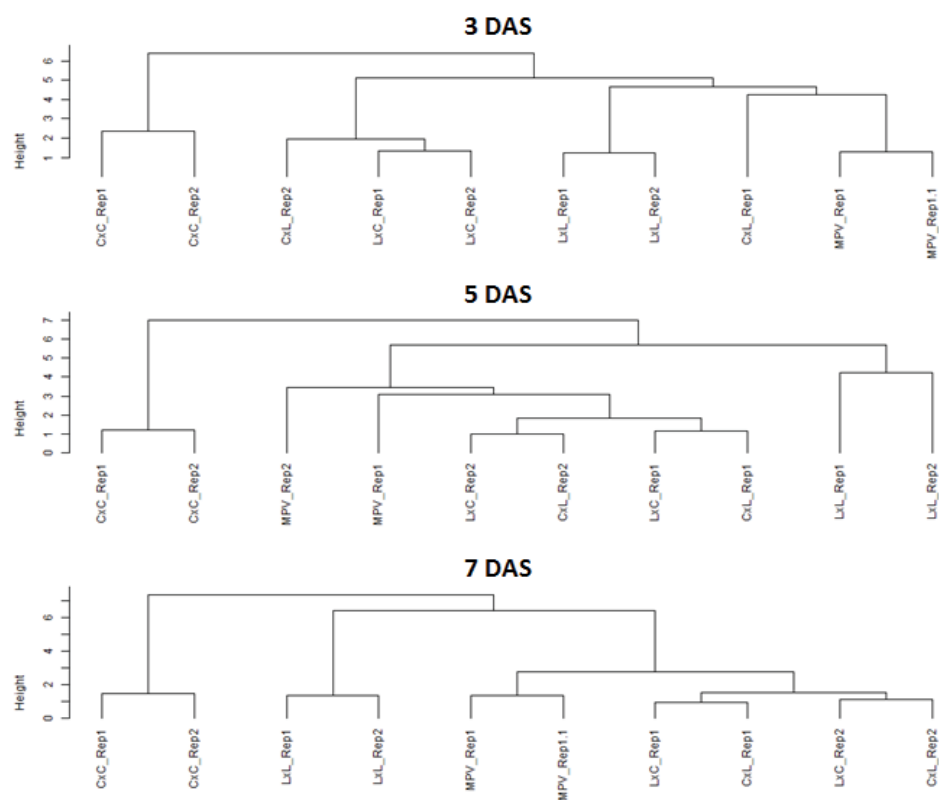 3 DAS
Height
6
5
4
3
2
1
CxC_Rep1
CxC_Rep2
CxL_Rep2
LxC_Rep1
LxC_Rep2
LxL_Rep1
LxL_Rep2
CxL_Rep1
MPV_Rep1
MPV_Rep1.1
5 DAS
Height
7
6
5
4
3
2
1
0
CxC_Rep1
CxC_Rep2
MPV_Rep2
MPV_Rep1
LxC_Rep2
CxL_Rep2
LxC_Rep1
CxL_Rep1
LxL_Rep1
LxL_Rep2
7 DAS
Height
6
4
2
0
CxC_Rep1
CxC_Rep2
LxL_Rep1
LxL_Rep2
MPV_Rep1
MPV_Rep1.1
LxC_Rep1
CxL_Rep1
LxC_Rep2
CxL_Rep2